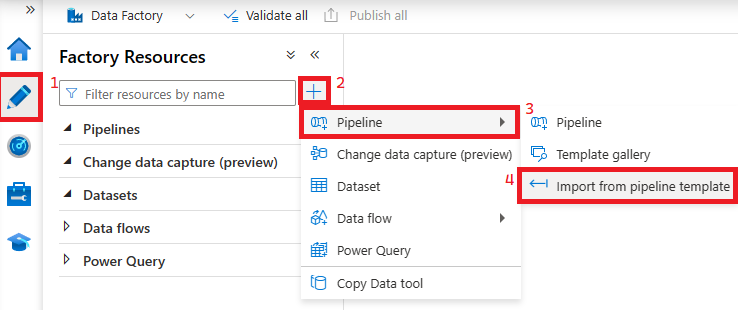 Data Factory Validate all Publish all
Factory Resources
1 Filter resources by name 2
Pipelines
Change data capture (preview)
Datasets
Data flows
Power Query
Pipeline 3
Change data capture (preview)
Dataset
Data flow
Power Query
Copy Data tool
Pipeline
Template gallery
4 Import from pipeline template